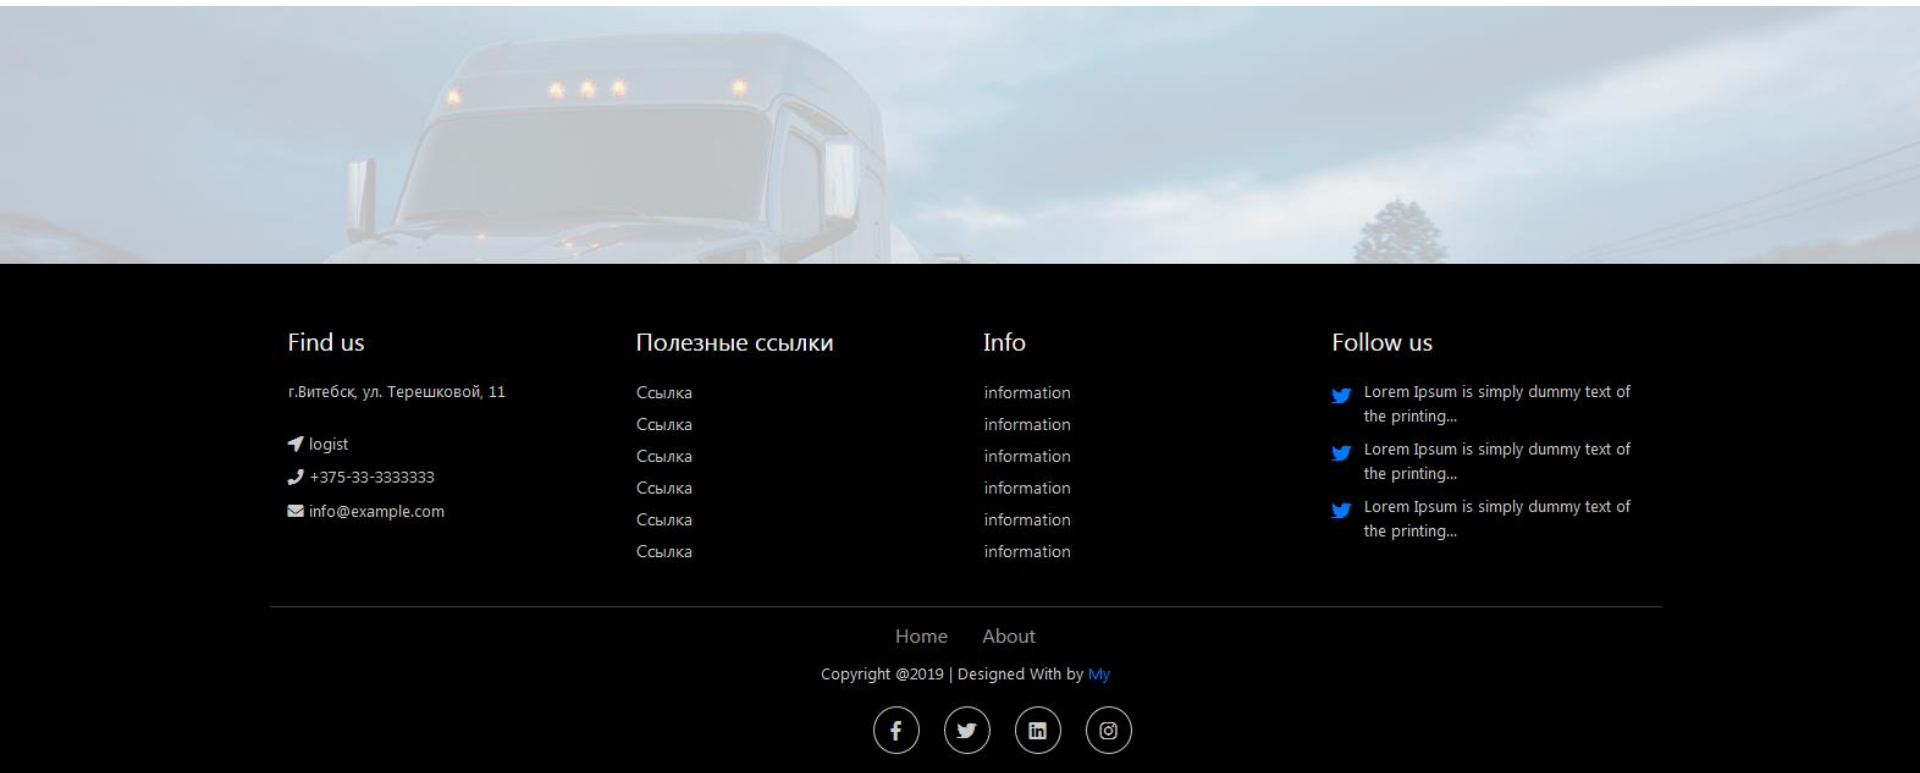 Find us
г.Витебск, ул. Терешковой, 11
logist
+375-33-3333333
info@example.com
Полезные ссылки
Ссылка
Ссылка
Ссылка
Ссылка
Ссылка
Ссылка
Info
information
information
information
information
information
information
Follow us
Lorem Ipsum is simply dummy text of
the printing...
Lorem Ipsum is simply dummy text of
the printing...
Lorem Ipsum is simply dummy text of
the printing...
Home About
Copyright @2019 | Designed With by My